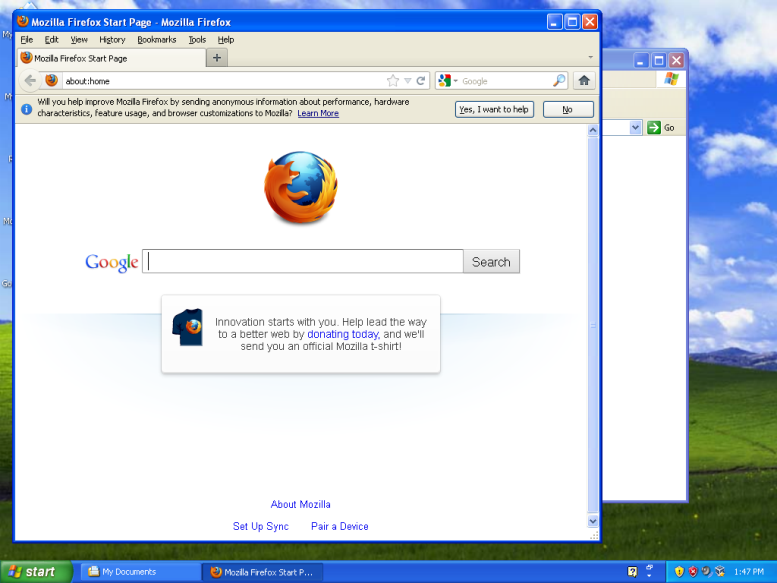 Mozilla Firefox Start Page - Mozilla Firefox
File Edit View History Bookmarks Tools Help
Mozilla Firefox Start Page
about:home
Google
Will you help improve Mozilla Firefox by sending anonymous information about performance, hardware
characteristics, feature usage, and browser customizations to Mozilla? Learn More
Yes, I want to help
No
Go
Google
Search
Innovation starts with you. Help lead the way
to a better web by donating today, and we'll
send you an official Mozilla t-shirt!
About Mozilla
Set Up Sync Pair a Device
start
My Documents
Mozilla Firefox Start P...
1:47 PM